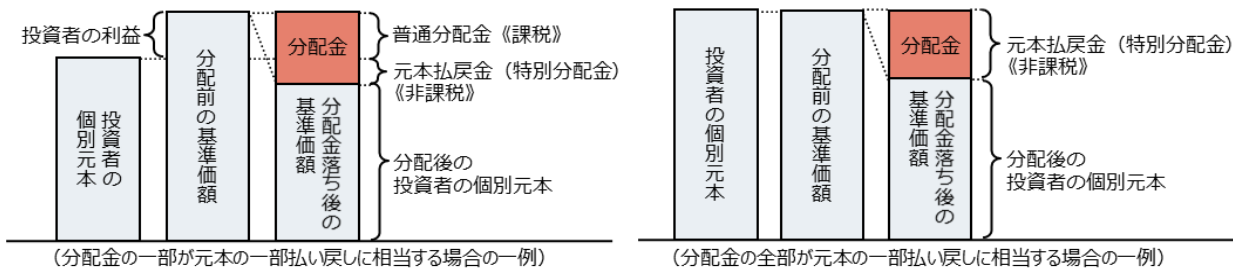 投資者の利益
投資者の
個別元本
分配前の基準価額
分配金
分配金落ち後の
基準価額
普通分配金《課税》
元本払戻金（特別分配金）
《非課税》
分配後の
投資者の個別元本
（分配金の一部が元本の一部払い戻しに相当する場合の一例）
投資者の個別元本
分配前の基準価額
分配金
分配金落ち後の
基準価額
元本払戻金（特別分配金）
《非課税》
分配後の
投資者の個別元本
（分配金の全部が元本の一部払い戻しに相当する場合の一例）